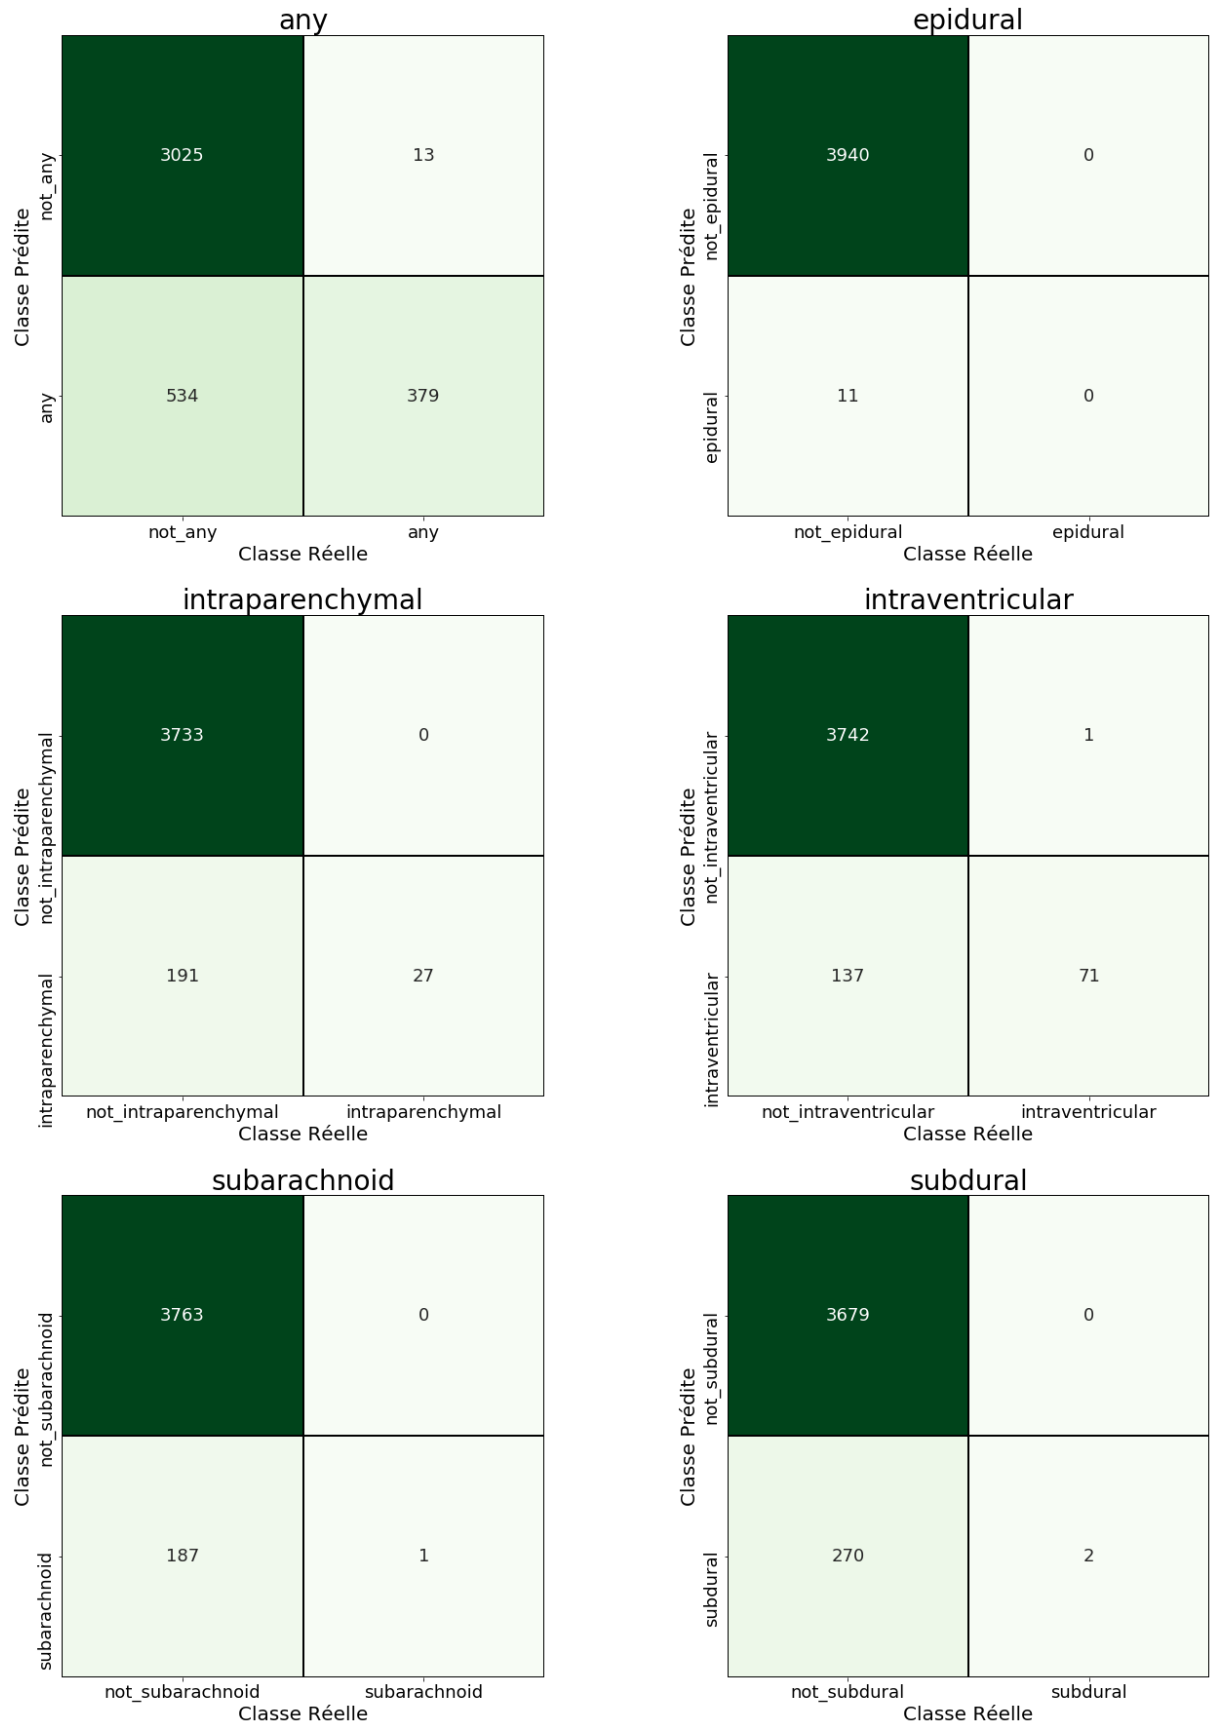 any
Classe Prédite
not_any
3025
13
any
534
379
not_any
any
Classe Réelle
epidural
Classe Prédite
not_epidural
3940
0
epidural
11
0
not_epidural
epidural
Classe Réelle
intraparenchymal
Classe Prédite
not_intraparenchymal
3733
0
intraparenchymal
191
27
not_intraparenchymal
intraparenchymal
Classe Réelle
intraventricular
Classe Prédite
not_intraventricular
3742
1
intraventricular
137
71
not_intraventricular
intraventricular
Classe Réelle
subarachnoid
Classe Prédite
not_subarachnoid
3763
0
subarachnoid
187
1
not_subarachnoid
subarachnoid
Classe Réelle
subdural
Classe Prédite
not_subdural
3679
0
subdural
270
2
not_subdural
subdural
Classe Réelle